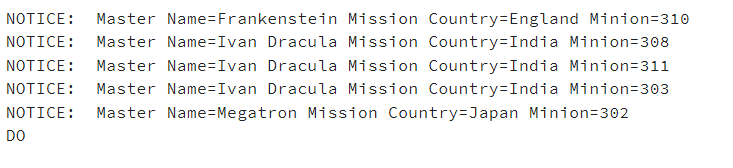 NOTICE:  Master Name=Frankenstein Mission Country=England Minion=310
NOTICE:  Master Name=Ivan Dracula Mission Country=India Minion=308
NOTICE:  Master Name=Ivan Dracula Mission Country=India Minion=311
NOTICE:  Master Name=Ivan Dracula Mission Country=India Minion=303
NOTICE:  Master Name=Megatron Mission Country=Japan Minion=302
DO